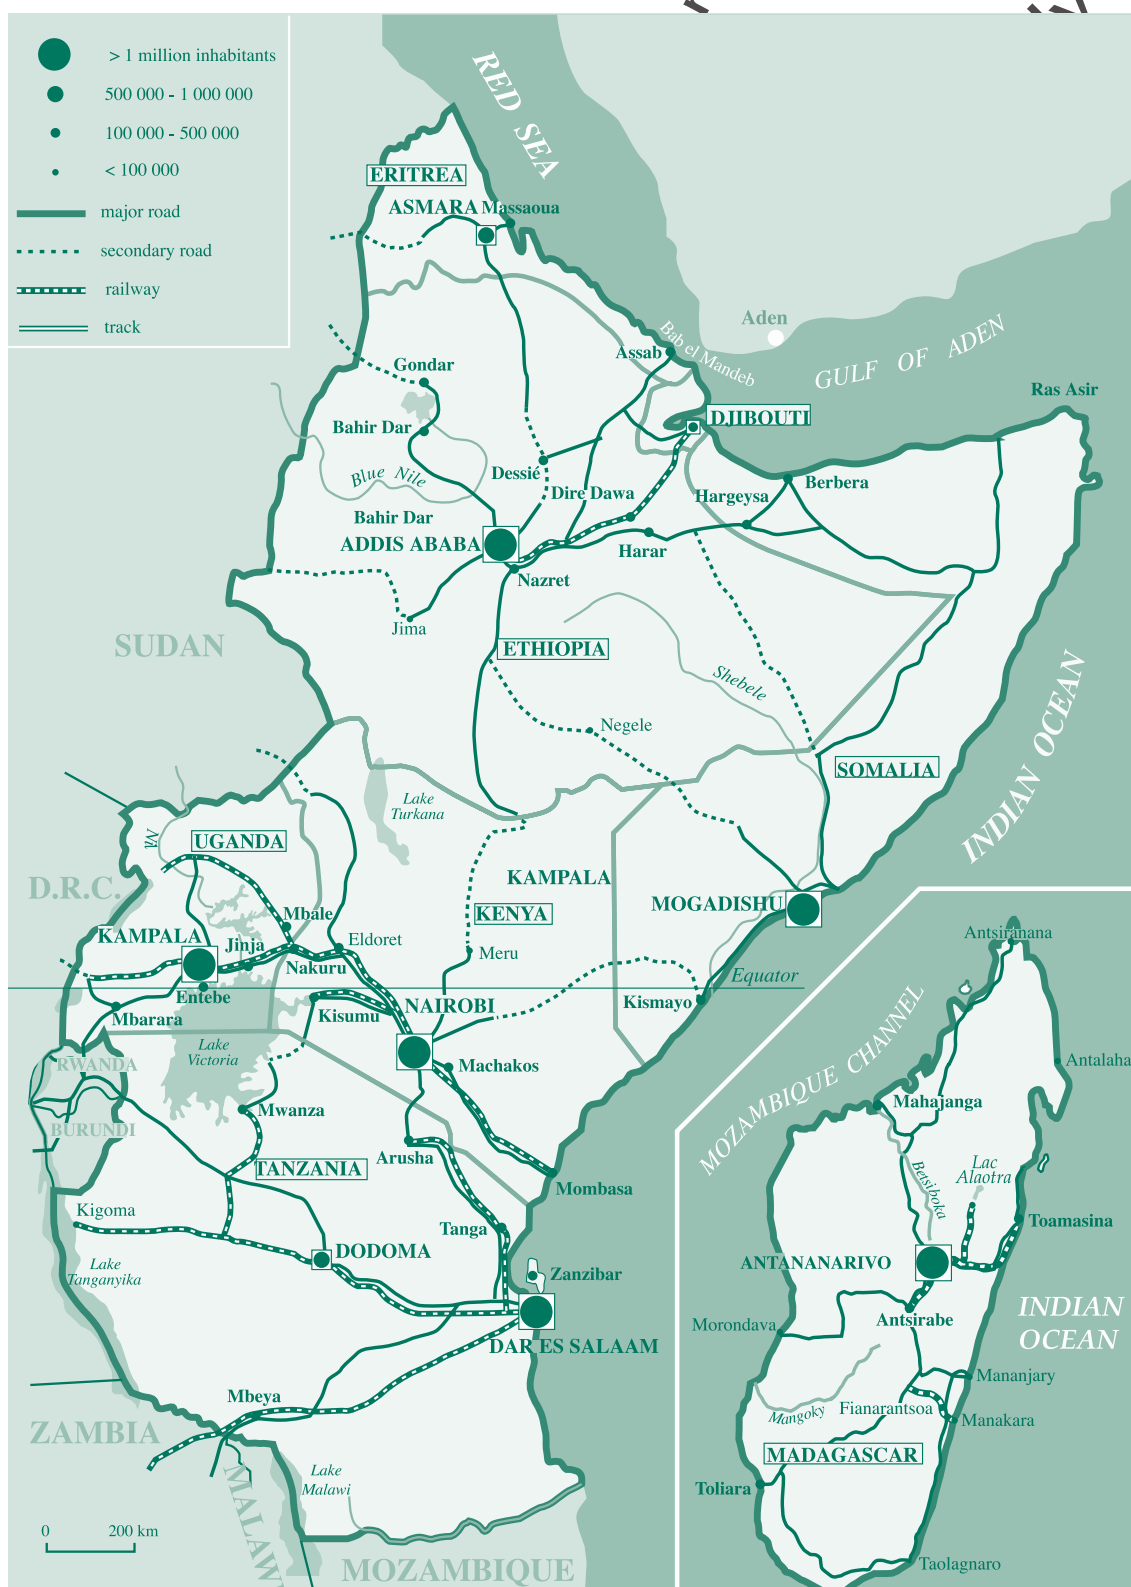 > 1 million inhabitants
500 000 - 1 000 000
100 000 - 500 000
< 100 000
major road
secondary road
railway
track
RED SEA
ERITREA
ASMARA Massaoua
Aden
Bab el Mandeb
Assab
GULF OF ADEN
Gondar
Ras Asir
DJIBOUTI
Bahir Dar
Blue Nile
Dessié
Berbera
Dire Dawa
Hargeysa
Bahir Dar
ADDIS ABABA
Harar
Nazret
Jima
SUDAN
ETHIOPIA
Shebele
Negele
INDIAN OCEAN
SOMALIA
Lake
Turkana
Nil
UGANDA
D.R.C.
KAMPALA
MOGADISHU
KENYA
Mbale
KAMPALA
Jinja
Eldoret
Meru
Nakuru
Equator
Entebe
Kisumu
NAIROBI
Kismayo
Mbarara
Lake
Victoria
RWANDA
Machakos
Mwanza
BURUNDI
Arusha
TANZANIA
Mombasa
Kigoma
Tanga
DODOMA
Lake
Tanganyika
Zanzibar
DAR ES SALAAM
Mbeya
ZAMBIA
MALAWI
Lake
Malawi
0 200 km
MOZAMBIQUE
Antsiranana
MOZAMBIQUE CHANNEL
Antalaha
Mahajanga
Betsiboka
Lac
Alaotra
Toamasina
ANTANANARIVO
INDIAN
OCEAN
Antsirabe
Morondava
Mananjary
Mangoky
Fianarantsoa
Manakara
MADAGASCAR
Toliara
Taolagnaro